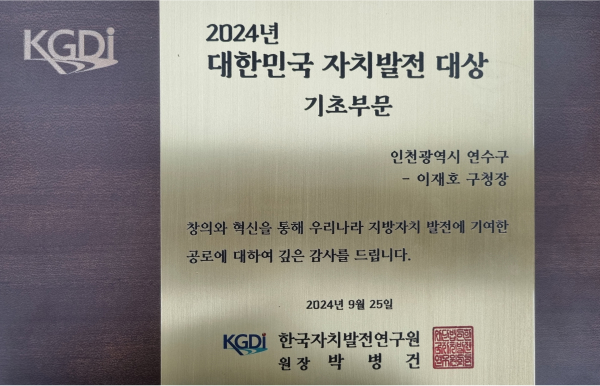 KGDi
2024년
대한민국 자치발전 대상
기초부문
인천광역시 연수구
- 이재호 구청장
창의와 혁신을 통해 우리나라 지방자치 발전에 기여한
공로에 대하여 깊은 감사를 드립니다.
2024년 9월 25일
KGDi 한국자치발전연구원
원장 박병건